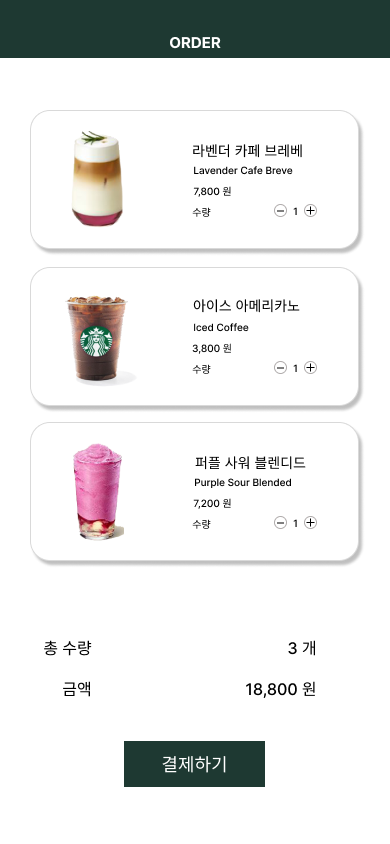 ORDER
라벤더 카페 브레베
Lavender Cafe Breve
7,800 원
수량 1
아이스 아메리카노
Iced Coffee
3,800 원
수량 1
퍼플 사워 블렌디드
Purple Sour Blended
7,200 원
수량 1
총 수량 3 개
금액 18,800 원
결제하기